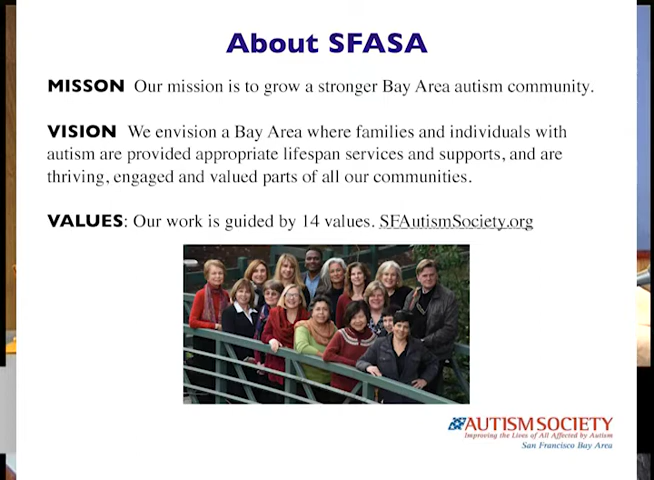 About SFASA
MISSON Our mission is to grow a stronger Bay Area autism community.
VISION We envision a Bay Area where families and individuals with
autism are provided appropriate lifespan services and supports, and are
thriving, engaged and valued parts of all our communities.
VALUES: Our work is guided by 14 values. SFAutismSociety.org
AUTISM SOCIETY
Improving the Lives of All Affected by Autism
San Francisco Bay Area